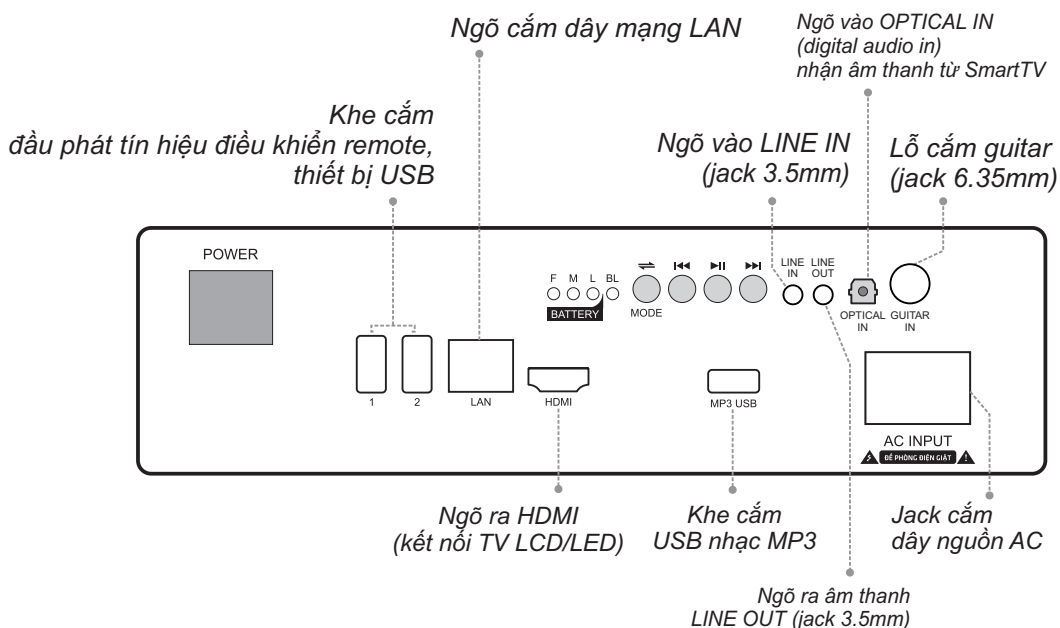 Ngõ cắm dây mạng LAN
Ngõ vào OPTICAL IN
(digital audio in)
nhận âm thanh từ SmartTV
Khe cắm
đầu phát tín hiệu điều khiển remote,
thiết bị USB
Ngõ vào LINE IN
(jack 3.5mm)
Lỗ cắm guitar
(jack 6.35mm)
POWER
F M L BL
BATTERY
MODE
LINE IN
LINE OUT
OPTICAL IN
GUITAR IN
1
2
LAN
HDMI
MP3 USB
AC INPUT
ĐỀ PHÒNG ĐIỆN GIẬT
Ngõ ra HDMI
(kết nối TV LCD/LED)
Khe cắm
USB nhạc MP3
Jack cắm
dây nguồn AC
Ngõ ra âm thanh
LINE OUT (jack 3.5mm)